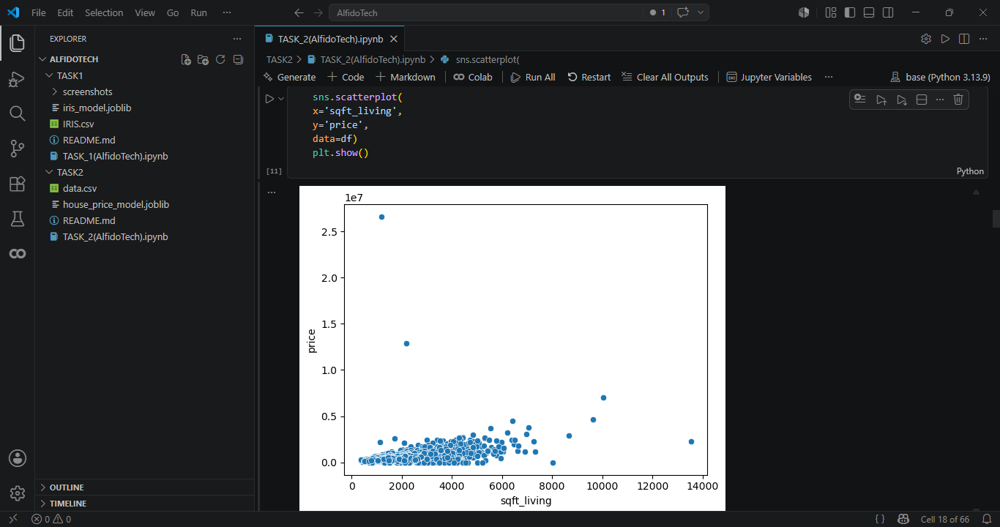 File Edit Selection View Go Run ··· AlfidoTech 1
EXPLORER ···
ALFIDOTECH
TASK1
screenshots
iris_model.joblib
IRIS.csv
README.md
TASK_1(AlfidoTech).ipynb
TASK2
data.csv
house_price_model.joblib
README.md
TASK_2(AlfidoTech).ipynb
OUTLINE
TIMELINE
TASK_2(AlfidoTech).ipynb
TASK2 > TASK_2(AlfidoTech).ipynb > sns.scatterplot(
Generate + Code + Markdown Colab Run All Restart Clear All Outputs Jupyter Variables ··· base (Python 3.13.9)
sns.scatterplot(
x='sqft_living',
y='price',
data=df)
plt.show()
[11]
Python
1e7
2.5
2.0
1.5
1.0
0.5
0.0
price
0 2000 4000 6000 8000 10000 12000 14000
sqft_living
0 0 { } Cell 18 of 66